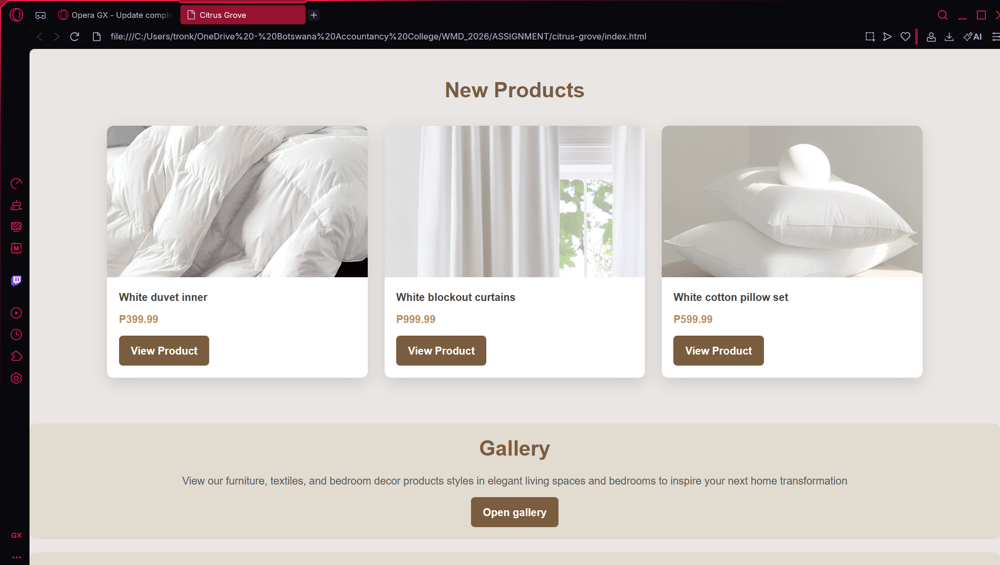 Opera GX - Update comple
Citrus Grove
file:///C:/Users/tronk/OneDrive%20-%20Botswana%20Accountancy%20College/WMD_2026/ASSIGNMENT/citrus-grove/index.html
AI
New Products
M
White duvet inner
White blockout curtains
White cotton pillow set
P399.99
P999.99
P599.99
View Product
View Product
View Product
Gallery
View our furniture, textiles, and bedroom decor products styles in elegant living spaces and bedrooms to inspire your next home transformation
Open gallery
GX